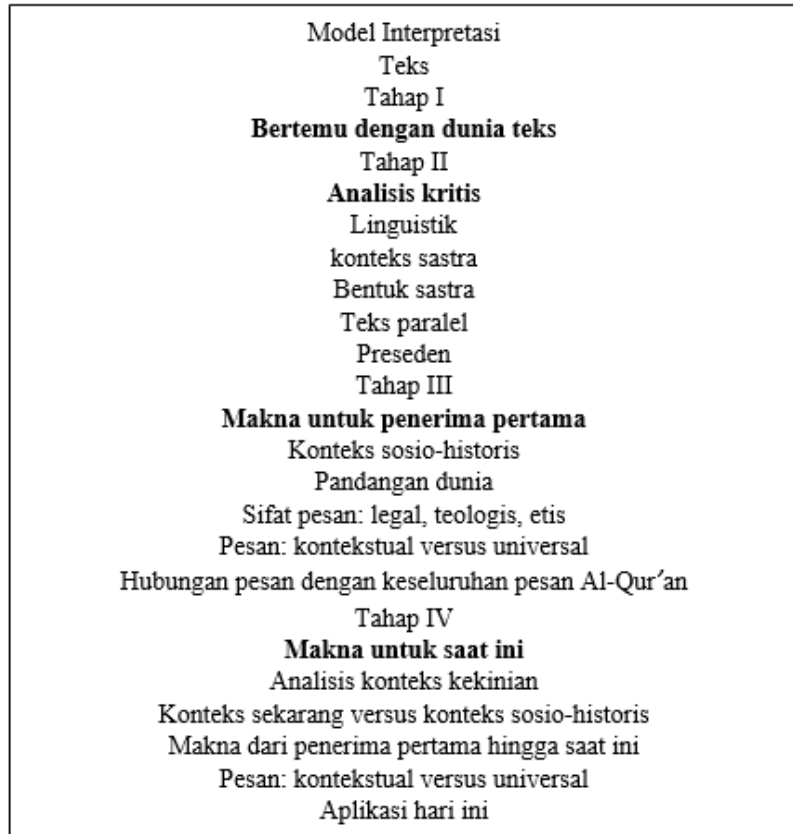 Model Interpretasi
Teks
Tahap I
Bertemu dengan dunia teks
Tahap II
Analisis kritis
Linguistik
konteks sastra
Bentuk sastra
Teks paralel
Preseden
Tahap III
Makna untuk penerima pertama
Konteks sosio-historis
Pandangan dunia
Sifat pesan: legal, teologis, etis
Pesan: kontekstual versus universal
Hubungan pesan dengan keseluruhan pesan Al-Qur′an
Tahap IV
Makna untuk saat ini
Analisis konteks kekinian
Konteks sekarang versus konteks sosio-historis
Makna dari penerima pertama hingga saat ini
Pesan: kontekstual versus universal
Aplikasi hari ini